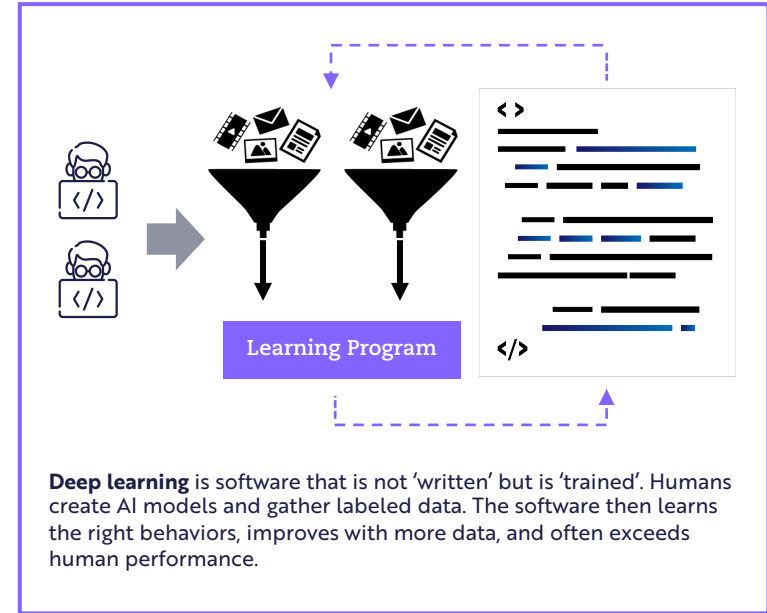 </>
</>
<>
Learning Program
</>
Deep learning is software that is not ‘written’ but is ‘trained’. Humans
create AI models and gather labeled data. The software then learns
the right behaviors, improves with more data, and often exceeds
human performance.